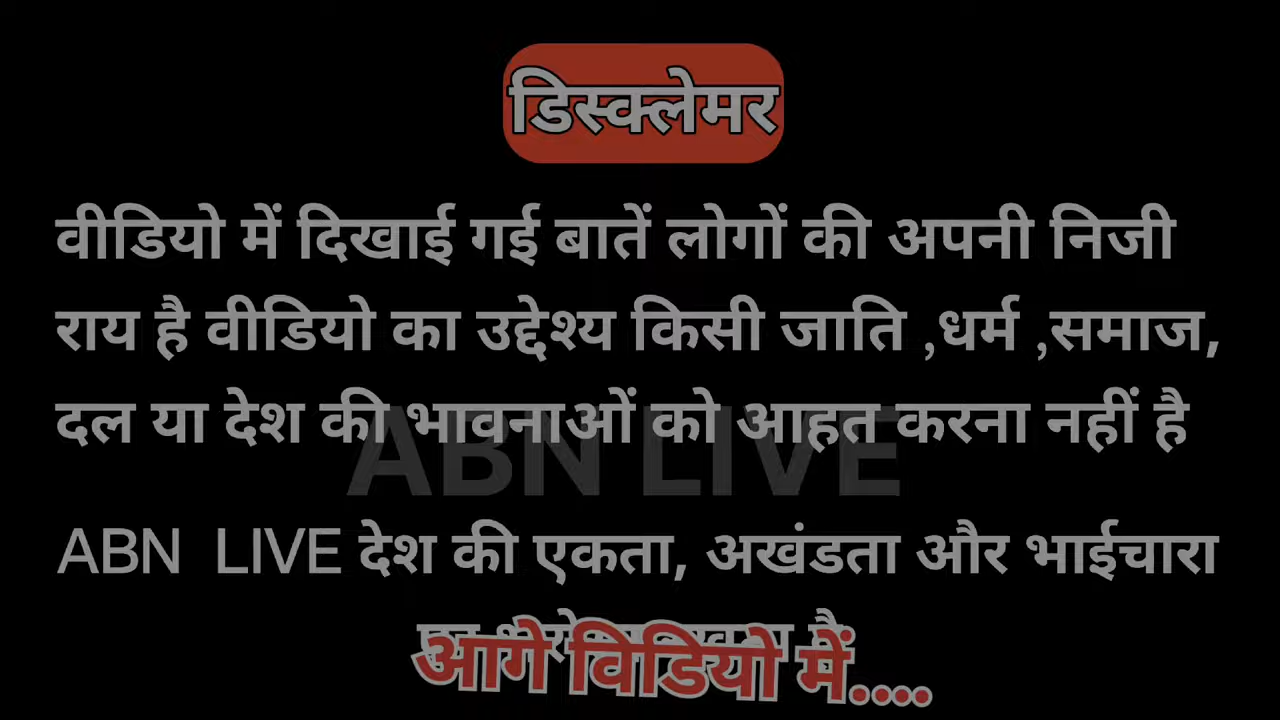 डिस्क्लेमर
वीडियो में दिखाई गई बातें लोगों की अपनी निजी
राय है वीडियो का उद्देश्य किसी जाति ,धर्म ,समाज,
दल या देश की भावनाओं को आहत करना नहीं है
ABN LIVE
ABN LIVE देश की एकता, अखंडता और भाईचारा
है
आगे विडियो में....